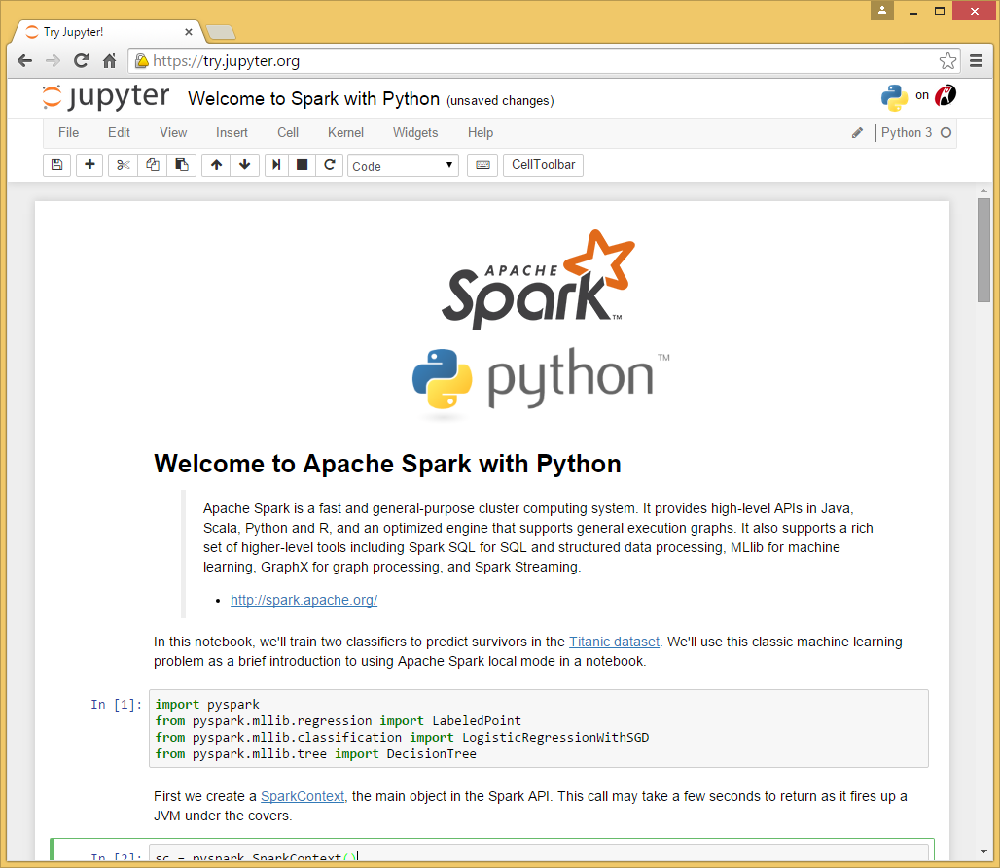 Try Jupyter!
https://try.jupyter.org
jupyter Welcome to Spark with Python (unsaved changes) on
File Edit View Insert Cell Kernel Widgets Help Python 3
Code CellToolbar
APACHE
Spark™
python™
Welcome to Apache Spark with Python
Apache Spark is a fast and general-purpose cluster computing system. It provides high-level APIs in Java,
Scala, Python and R, and an optimized engine that supports general execution graphs. It also supports a rich
set of higher-level tools including Spark SQL for SQL and structured data processing, MLlib for machine
learning, GraphX for graph processing, and Spark Streaming.
• http://spark.apache.org/
In this notebook, we'll train two classifiers to predict survivors in the Titanic dataset. We'll use this classic machine learning
problem as a brief introduction to using Apache Spark local mode in a notebook.
In [1]: import pyspark
from pyspark.mllib.regression import LabeledPoint
from pyspark.mllib.classification import LogisticRegressionWithSGD
from pyspark.mllib.tree import DecisionTree
First we create a SparkContext, the main object in the Spark API. This call may take a few seconds to return as it fires up a
JVM under the covers.
In [2]: sc = pyspark.SparkContext()